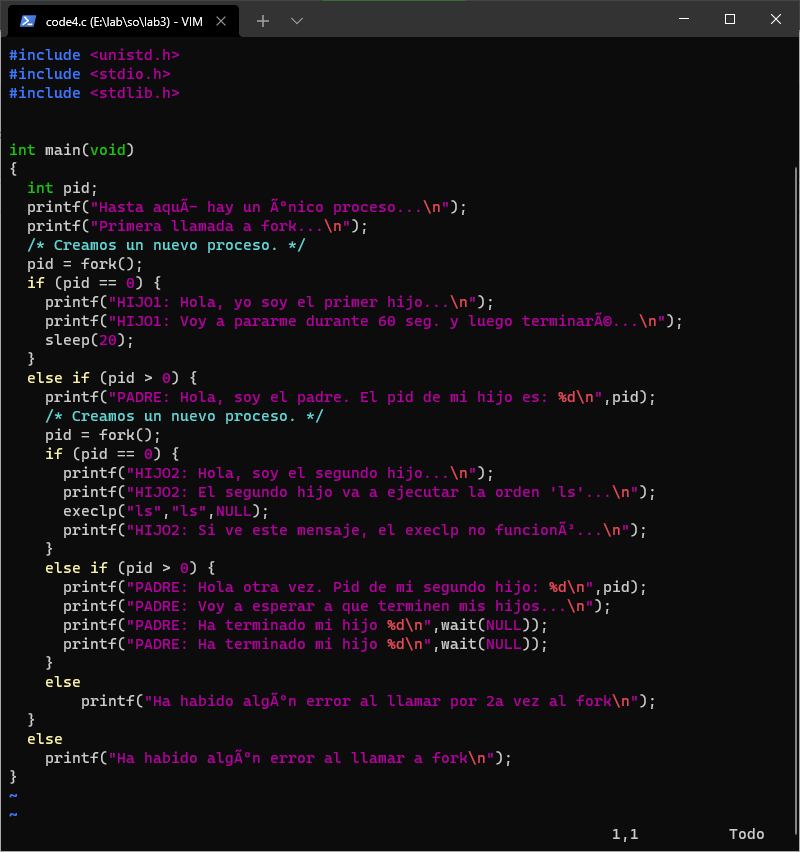 code4.c (E:\lab\so\lab3) - VIM
#include <unistd.h>
#include <stdio.h>
#include <stdlib.h>
int main(void)
{
  int pid;
  printf("Hasta aquÃ­ hay un Ãºnico proceso...\n");
  printf("Primera llamada a fork...\n");
  /* Creamos un nuevo proceso. */
  pid = fork();
  if (pid == 0) {
    printf("HIJO1: Hola, yo soy el primer hijo...\n");
    printf("HIJO1: Voy a pararme durante 60 seg. y luego terminarÃ©...\n");
    sleep(20);
  }
  else if (pid > 0) {
    printf("PADRE: Hola, soy el padre. El pid de mi hijo es: %d\n",pid);
    /* Creamos un nuevo proceso. */
    pid = fork();
    if (pid == 0) {
      printf("HIJO2: Hola, soy el segundo hijo...\n");
      printf("HIJO2: El segundo hijo va a ejecutar la orden 'ls'...\n");
      execlp("ls","ls",NULL);
      printf("HIJO2: Si ve este mensaje, el execlp no funcionÃ³...\n");
    }
    else if (pid > 0) {
      printf("PADRE: Hola otra vez. Pid de mi segundo hijo: %d\n",pid);
      printf("PADRE: Voy a esperar a que terminen mis hijos...\n");
      printf("PADRE: Ha terminado mi hijo %d\n",wait(NULL));
      printf("PADRE: Ha terminado mi hijo %d\n",wait(NULL));
    }
    else
        printf("Ha habido algÃºn error al llamar por 2a vez al fork\n");
  }
  else
    printf("Ha habido algÃºn error al llamar a fork\n");
}
~
~
1,1 Todo